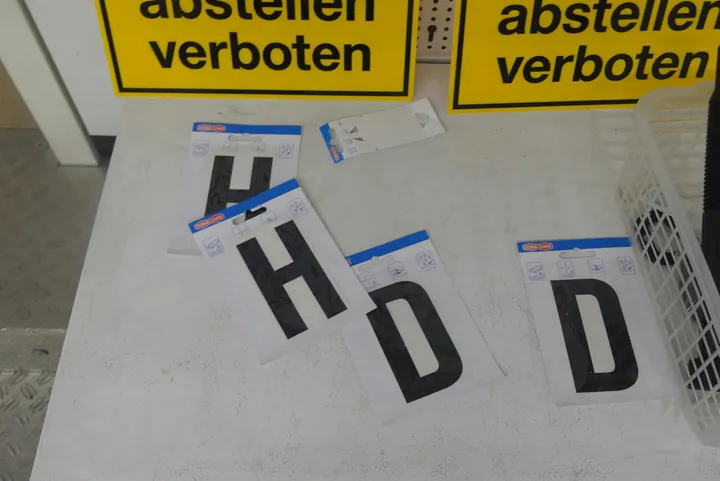 abstellen
verboten
abstellen
verboten
H
H
D
D